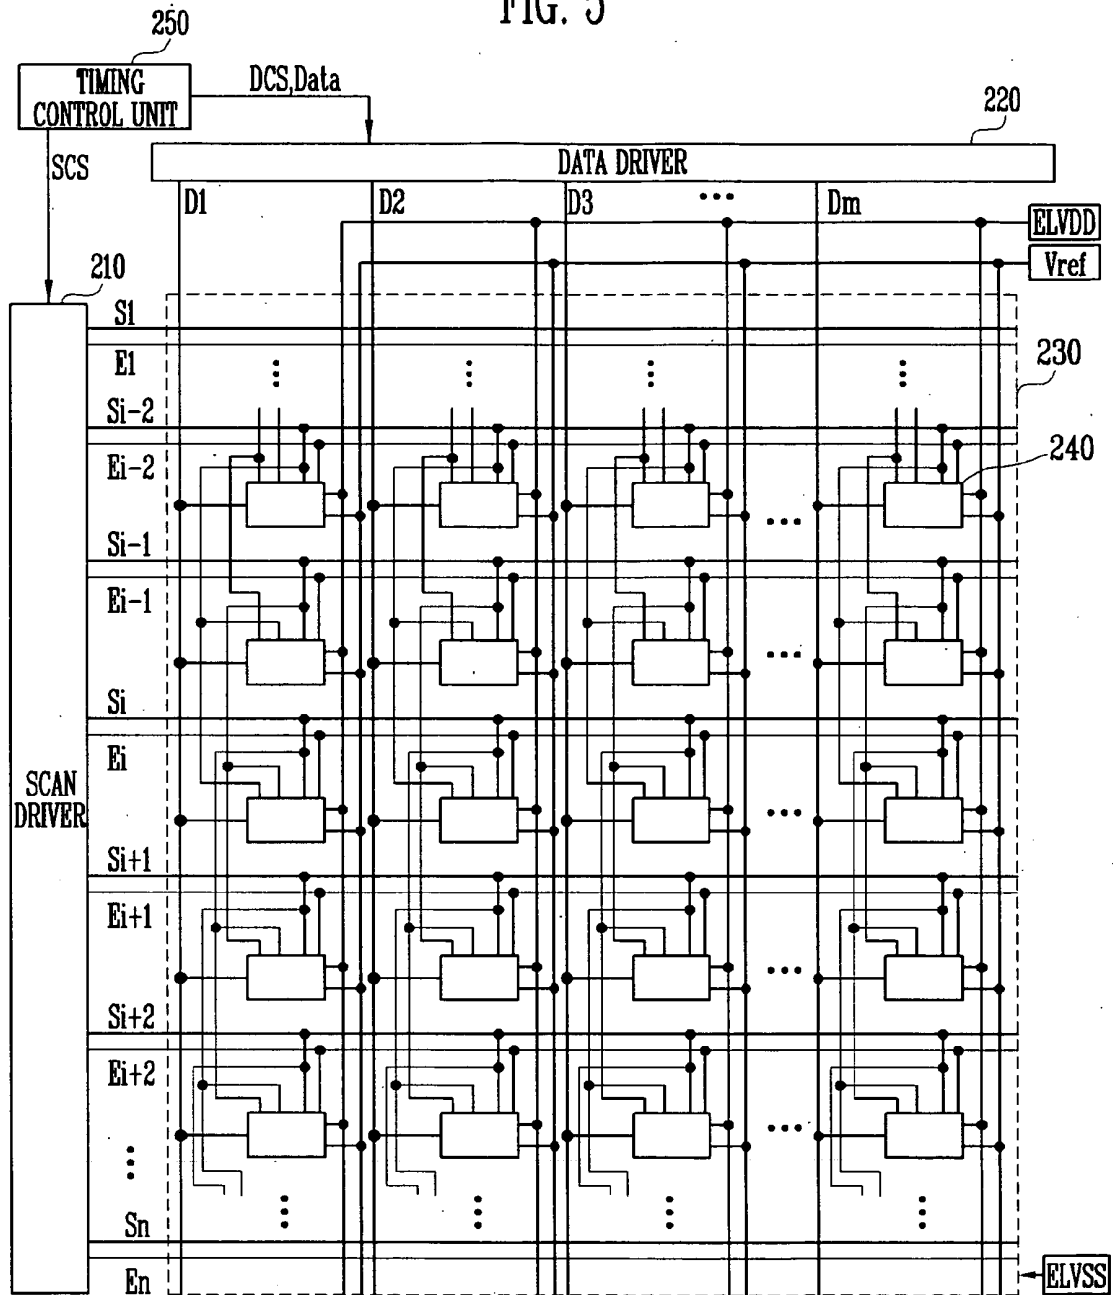 FIG. 5
250
TIMING
CONTROL UNIT
DCS,Data
220
SCS
DATA DRIVER
D1
D2
D3
...
Dm
ELVDD
Vref
210
S1
E1
230
Si-2
Ei-2
240
Si-1
Ei-1
Si
Ei
SCAN
DRIVER
Si+1
Ei+1
Si+2
Ei+2
Sn
En
ELVSS